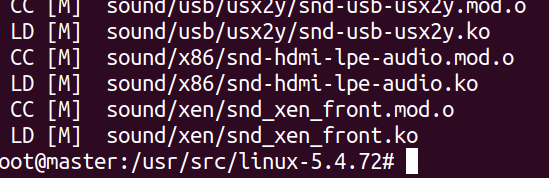 CC [M] sound/usb/usx2y/snd-usb-usx2y.mod.o
LD [M] sound/usb/usx2y/snd-usb-usx2y.ko
CC [M] sound/x86/snd-hdmi-lpe-audio.mod.o
LD [M] sound/x86/snd-hdmi-lpe-audio.ko
CC [M] sound/xen/snd_xen_front.mod.o
LD [M] sound/xen/snd_xen_front.ko
oot@master:/usr/src/linux-5.4.72#